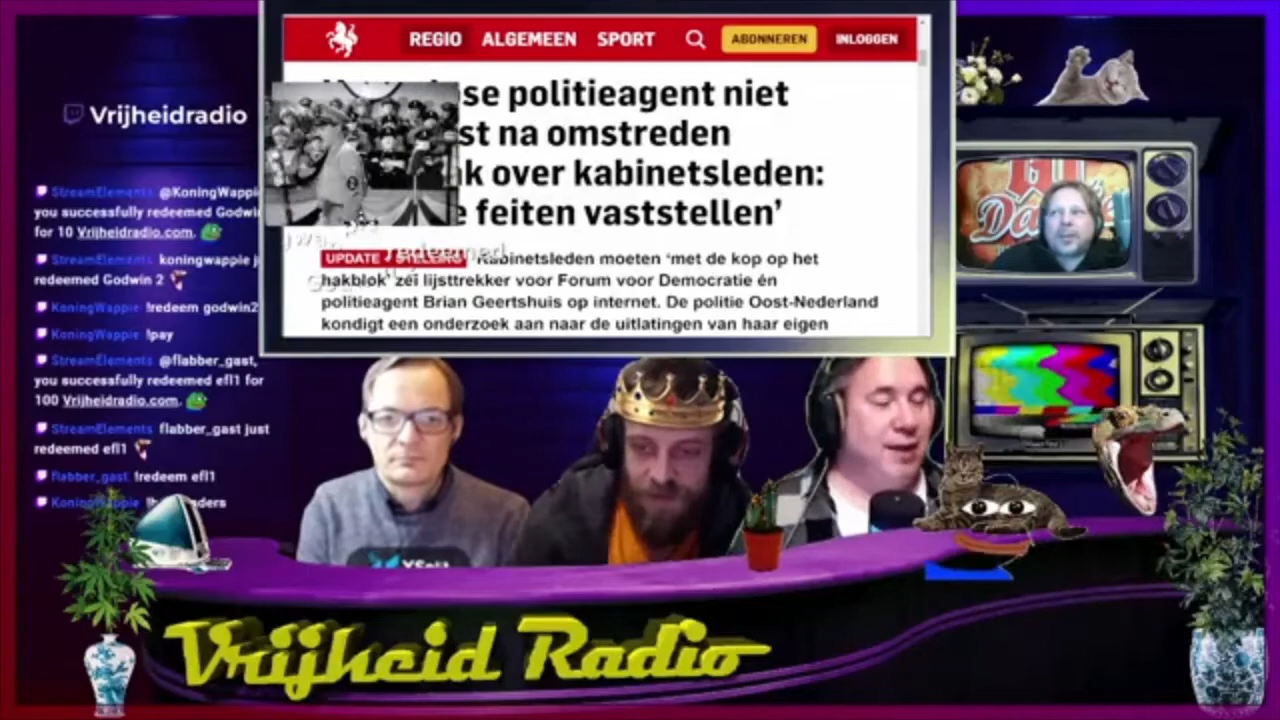 REGIO ALGEMEEN SPORT ABONNEREN INLOGGEN
se politieagent niet
st na omstreden
k over kabinetsleden:
e feiten vaststellen’
UPDATE • STELLING Kabinetsleden moeten ‘met de kop op het
hakblok’ zei lijsttrekker voor Forum voor Democratie én
politieagent Brian Geertshuis op internet. De politie Oost-Nederland
kondigt een onderzoek aan naar de uitlatingen van haar eigen
redeemed
Vrijheidradio
StreamElements @KoningWappie
you successfully redeemed Godwi
for 10 Vrijheidradio.com.
StreamElements koningwappie j
redeemed Godwin 2
KoningWappie !redeem godwin2
KoningWappie !pay
StreamElements @flabber_gast,
you successfully redeemed efl1 for
100 Vrijheidradio.com.
StreamElements flabber_gast just
redeemed efl1
flabber_gast !redeem efl1
Vrijheid Radio